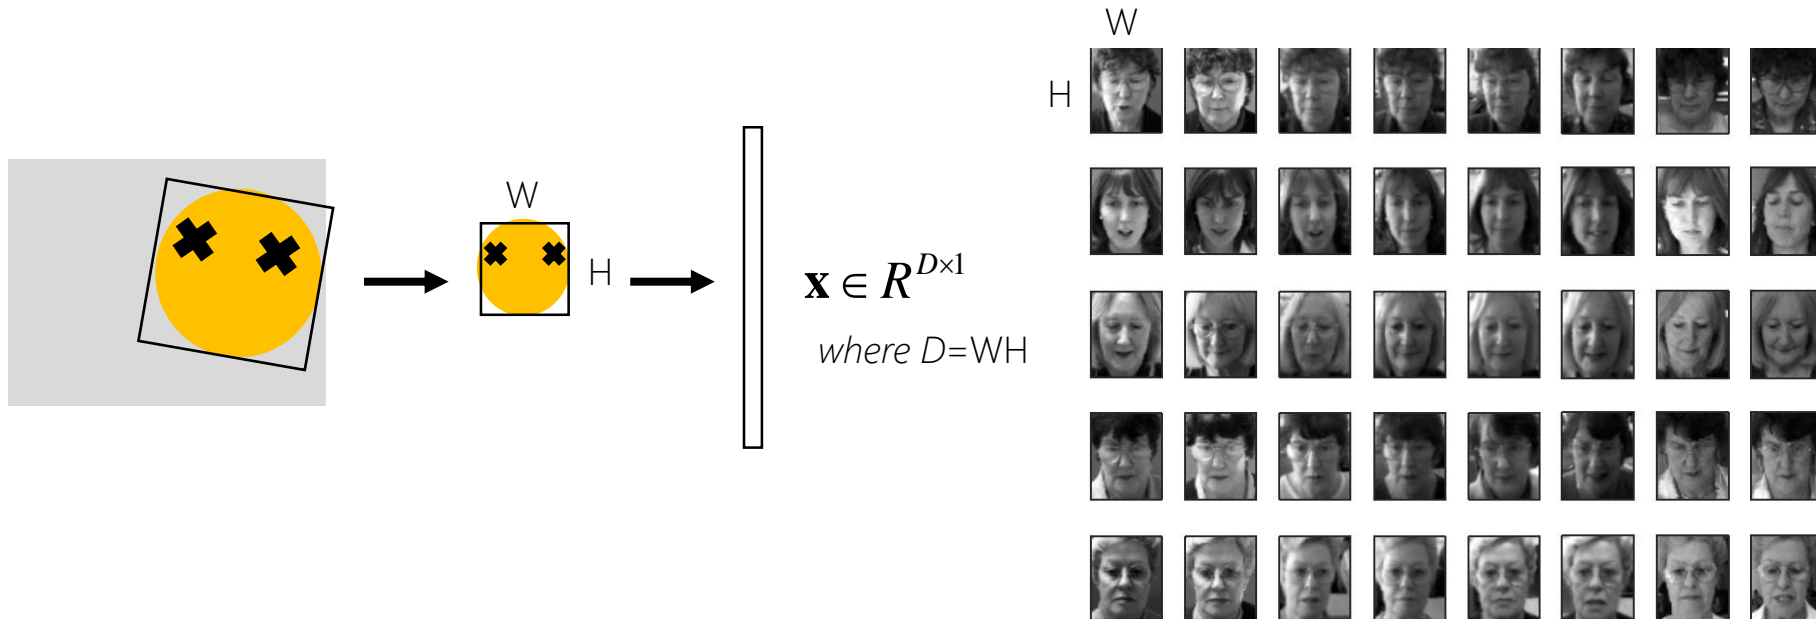 W
H
W
H
𝐱 ∈ R^{D×1}
where D=WH